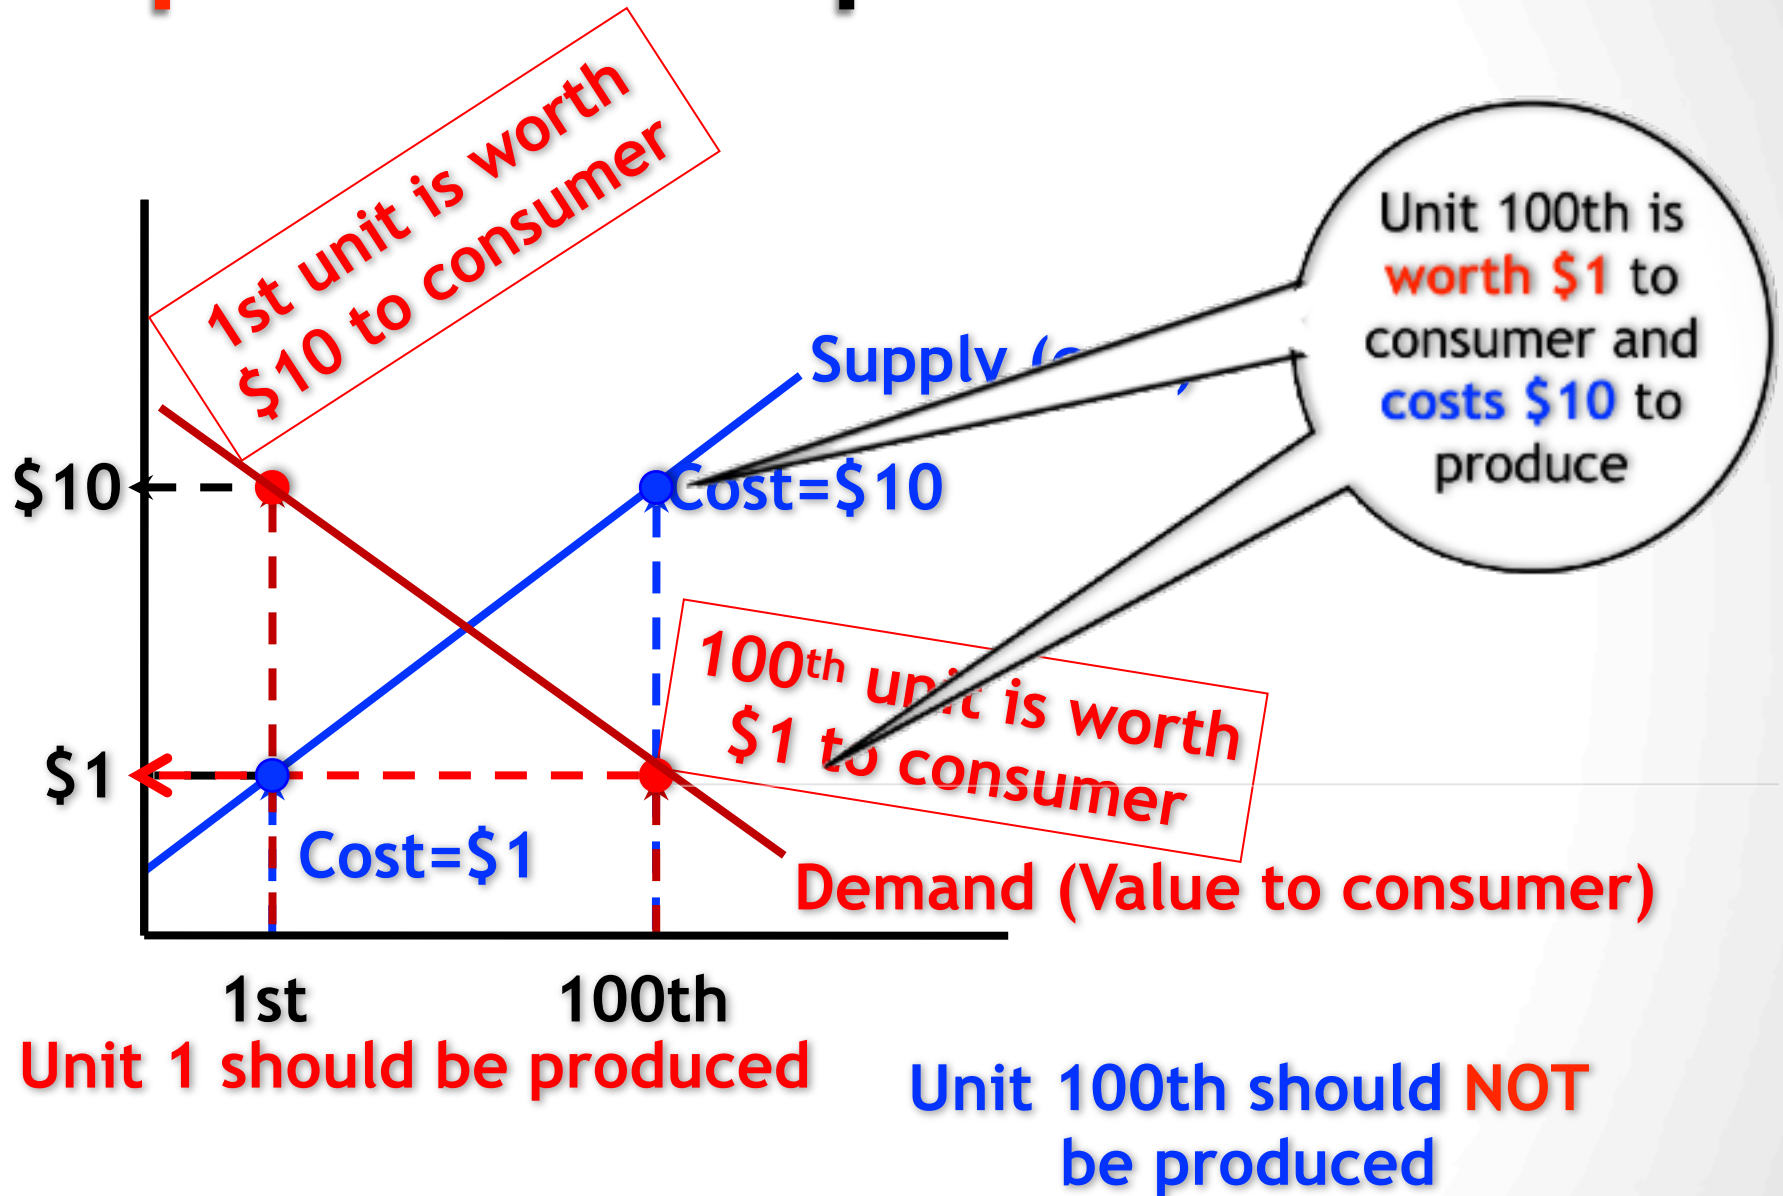 1st unit is worth
$10 to consumer
Unit 100th is
worth $1 to
consumer and
costs $10 to
produce
Supply
$10
Cost=$10
100th unit is worth
$1 to consumer
$1
Cost=$1
Demand (Value to consumer)
1st
100th
Unit 1 should be produced
Unit 100th should NOT
be produced